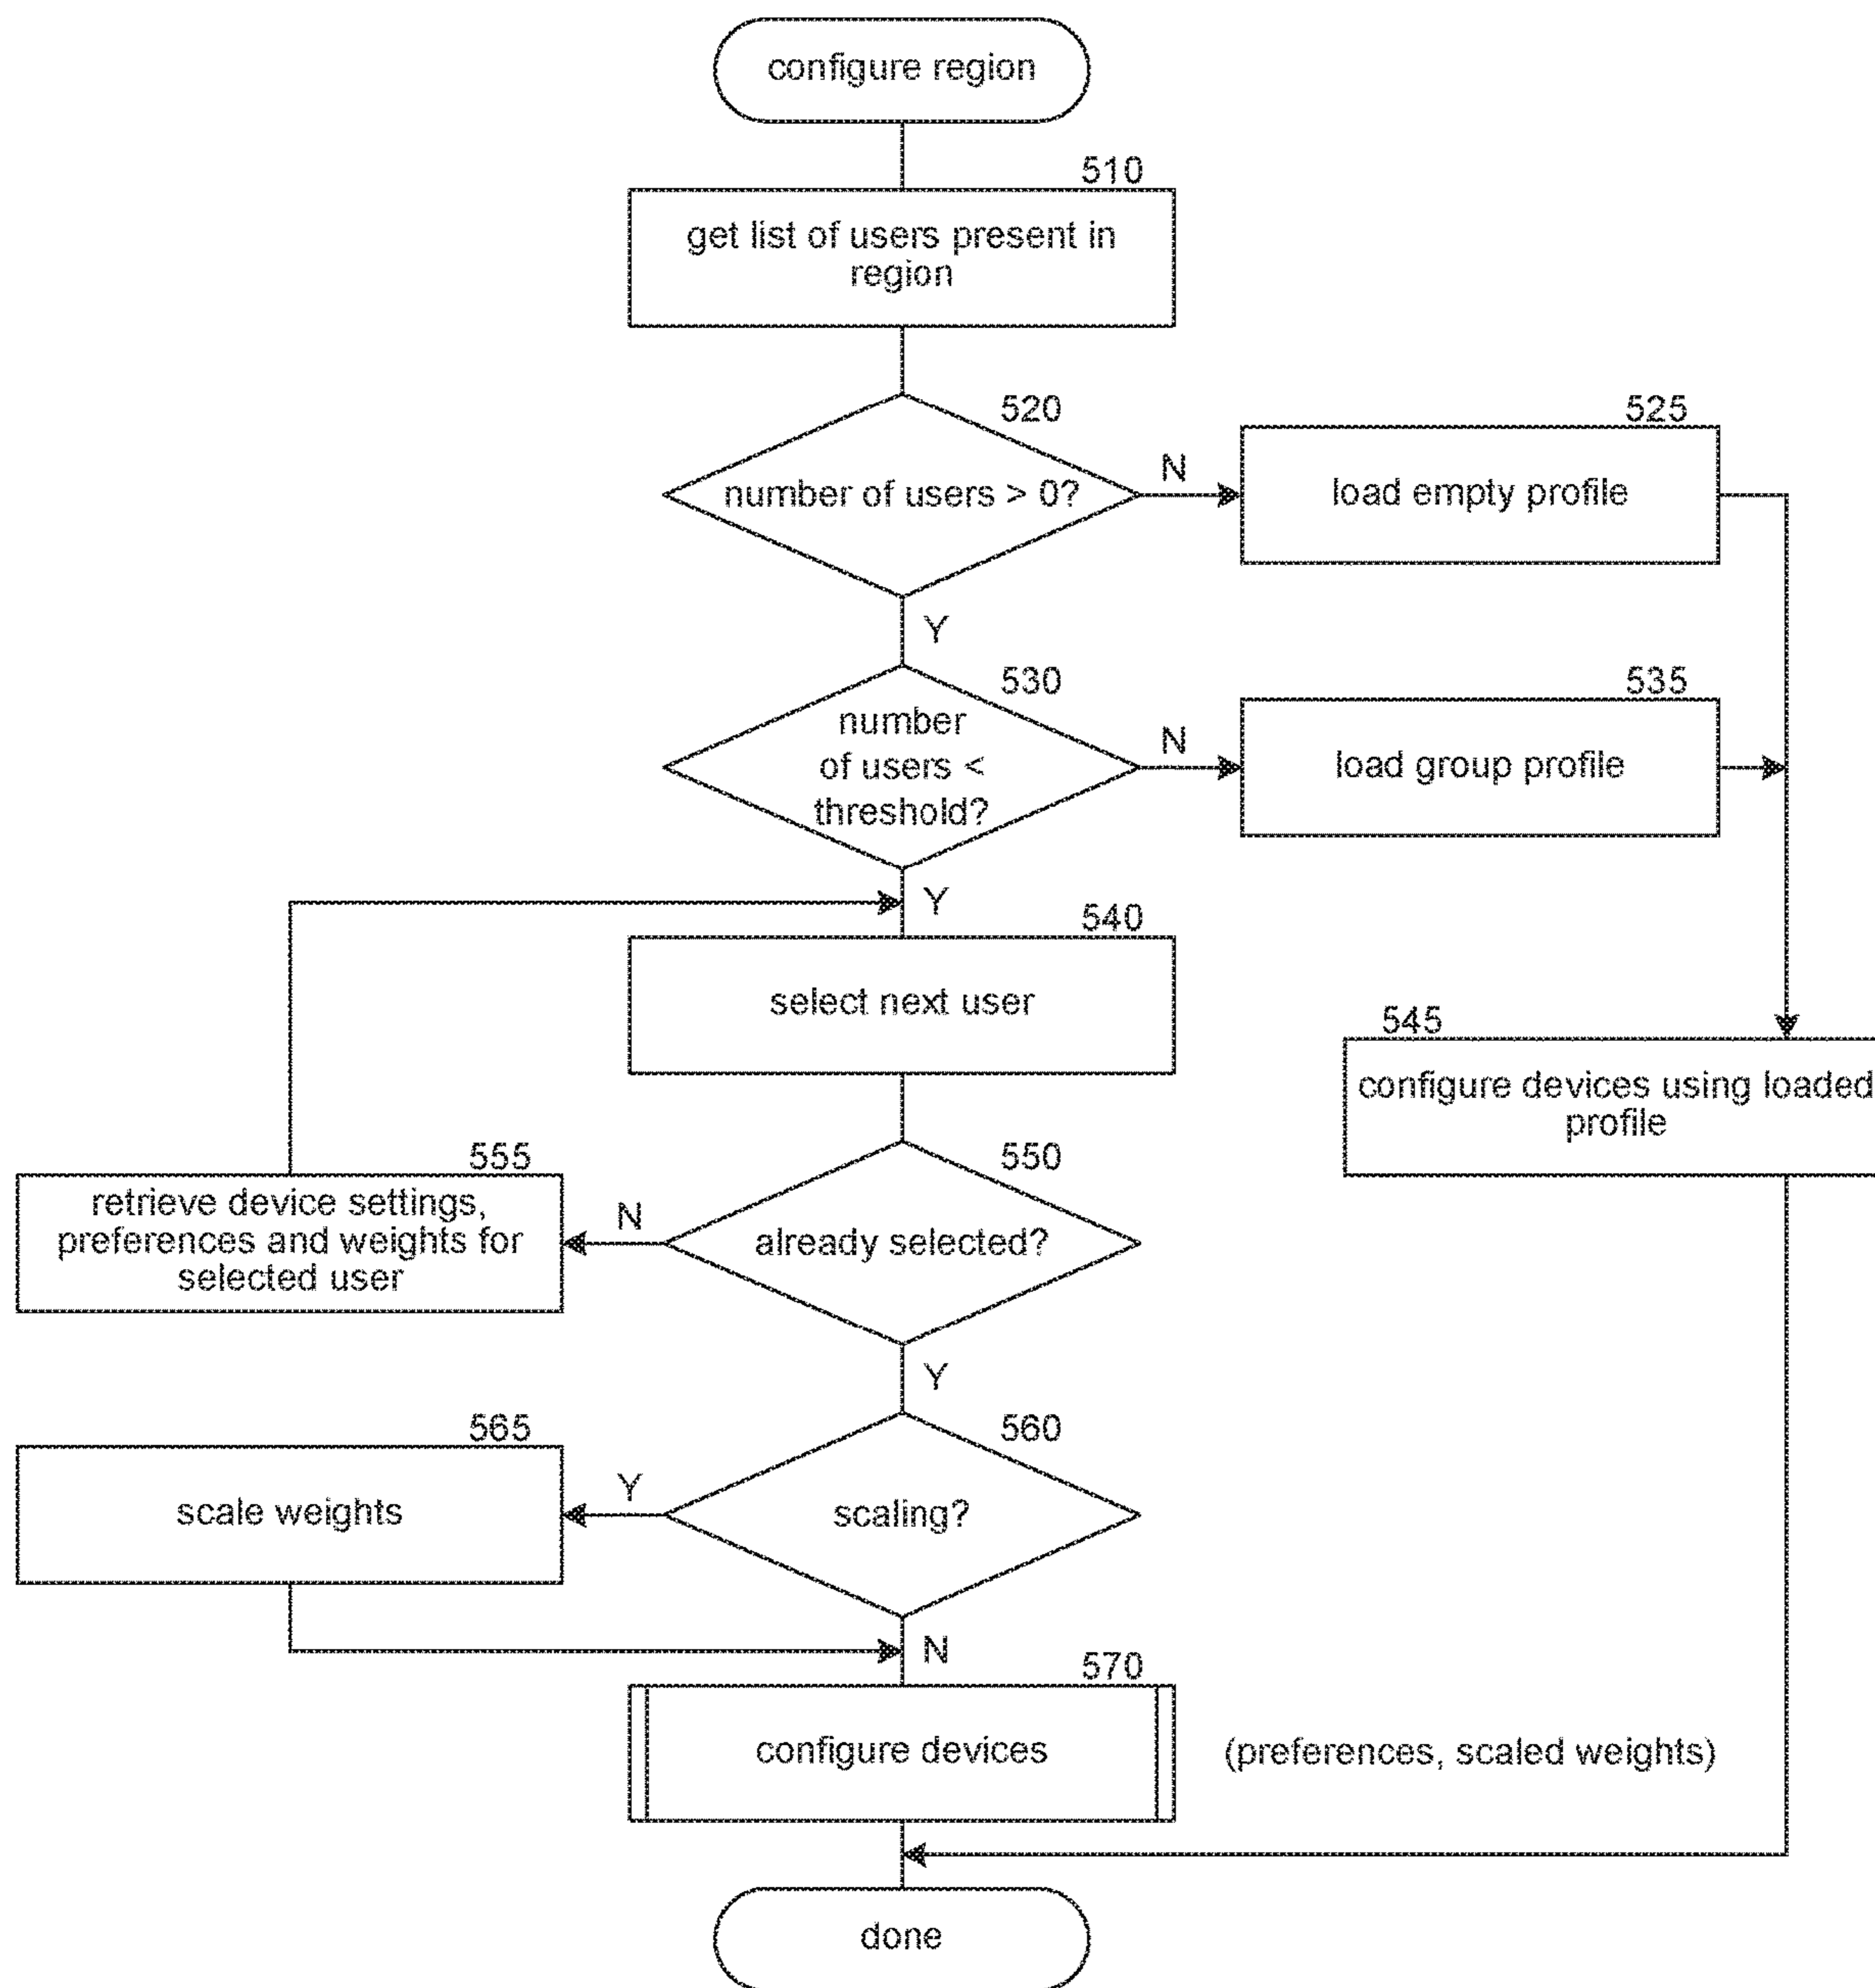 configure region
510
get list of users present in
region
520
number of users > 0?
N
525
load empty profile
Y
530
number
of users <
threshold?
N
535
load group profile
Y
540
select next user
545
configure devices using loaded
profile
550
already selected?
N
555
retrieve device settings,
preferences and weights for
selected user
Y
560
scaling?
Y
565
scale weights
N
570
configure devices
(preferences, scaled weights)
done